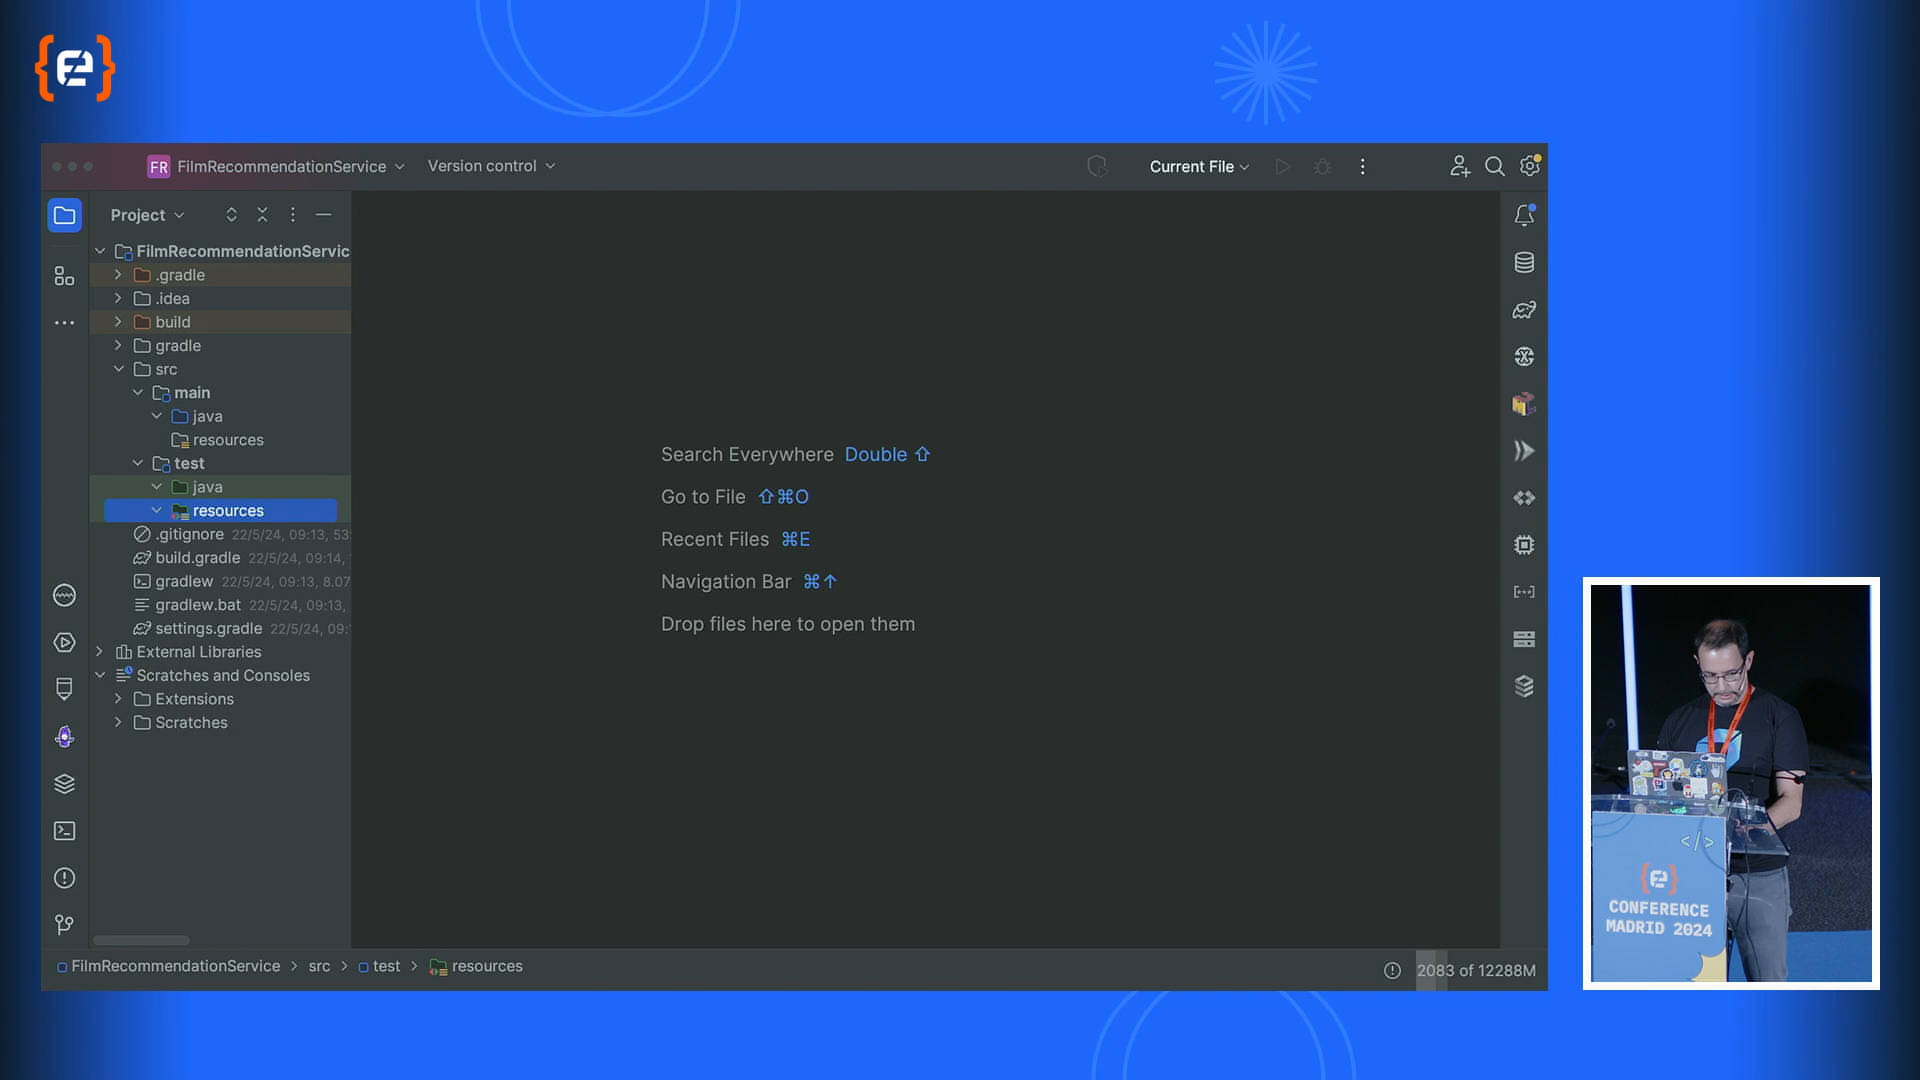 FR FilmRecommendationService
Version control
Current File
Project
FilmRecommendationServic
.gradle
.idea
build
gradle
src
main
java
resources
test
java
resources
.gitignore 22/5/24, 09:13, 53
build.gradle 22/5/24, 09:14,
gradlew 22/5/24, 09:13, 8.07
gradlew.bat 22/5/24, 09:13,
settings.gradle 22/5/24, 09:
External Libraries
Scratches and Consoles
Extensions
Scratches
Search Everywhere Double ⇧
Go to File ⇧⌘O
Recent Files ⌘E
Navigation Bar ⌘↑
Drop files here to open them
FilmRecommendationService > src > test > resources
2083 of 12288M
</>
CONFERENCE
MADRID 2024